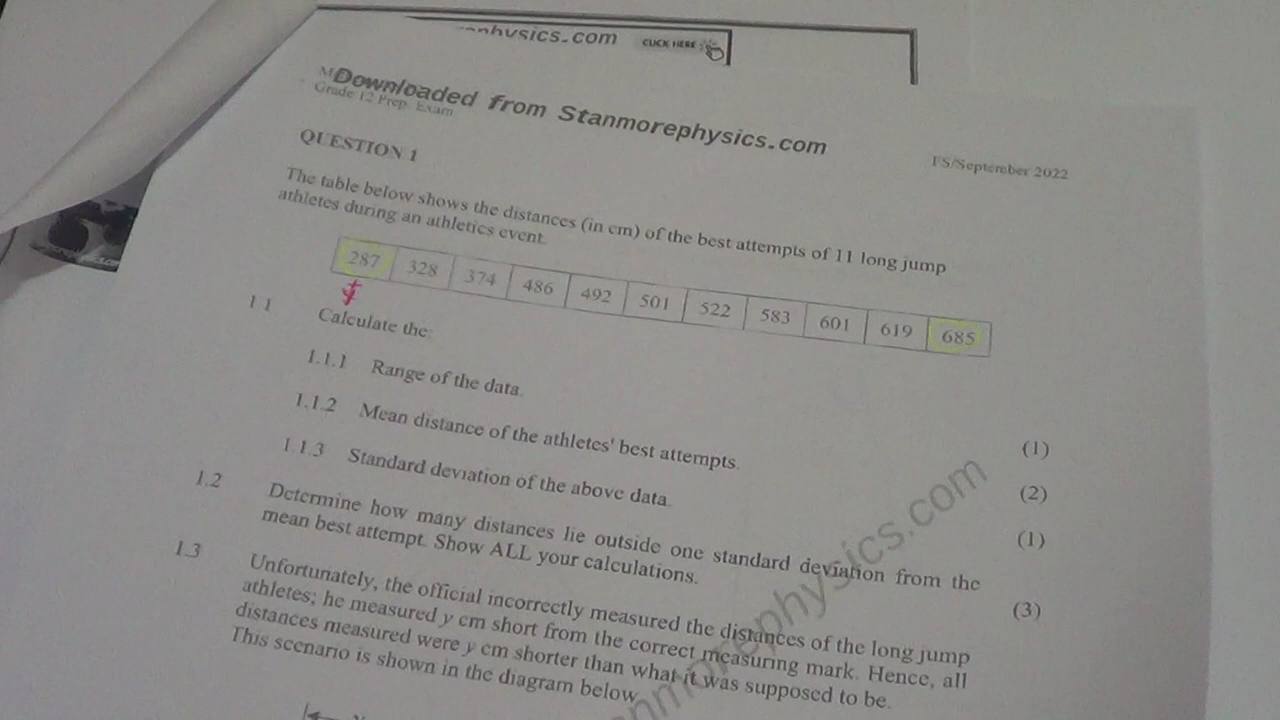 physics.com CLICK HERE
Downloaded from Stanmorephysics.com
Grade 12 Prep. Exam
FS/September 2022
QUESTION 1
The table below shows the distances (in cm) of the best attempts of 11 long jump
athletes during an athletics event.
287 328 374 486 492 501 522 583 601 619 685
1.1 Calculate the:
1.1.1 Range of the data. (1)
1.1.2 Mean distance of the athletes' best attempts. (2)
1.1.3 Standard deviation of the above data. (1)
1.2 Determine how many distances lie outside one standard deviation from the
mean best attempt. Show ALL your calculations. (3)
1.3 Unfortunately, the official incorrectly measured the distances of the long jump
athletes; he measured y cm short from the correct measuring mark. Hence, all
distances measured were y cm shorter than what it was supposed to be.
This scenario is shown in the diagram below
nmorephysics.com